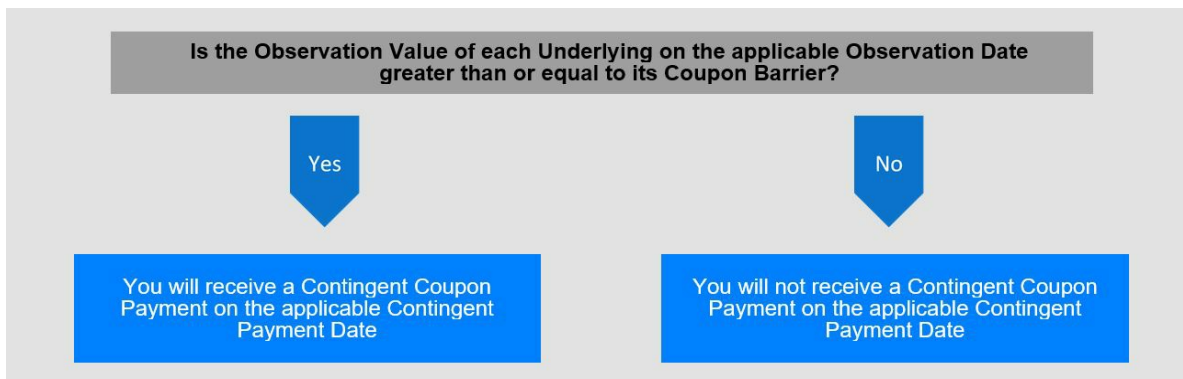 Is the Observation Value of each Underlying on the applicable Observation Date
greater than or equal to its Coupon Barrier?
Yes
No
You will receive a Contingent Coupon
Payment on the applicable Contingent
Payment Date
You will not receive a Contingent Coupon
Payment on the applicable Contingent
Payment Date